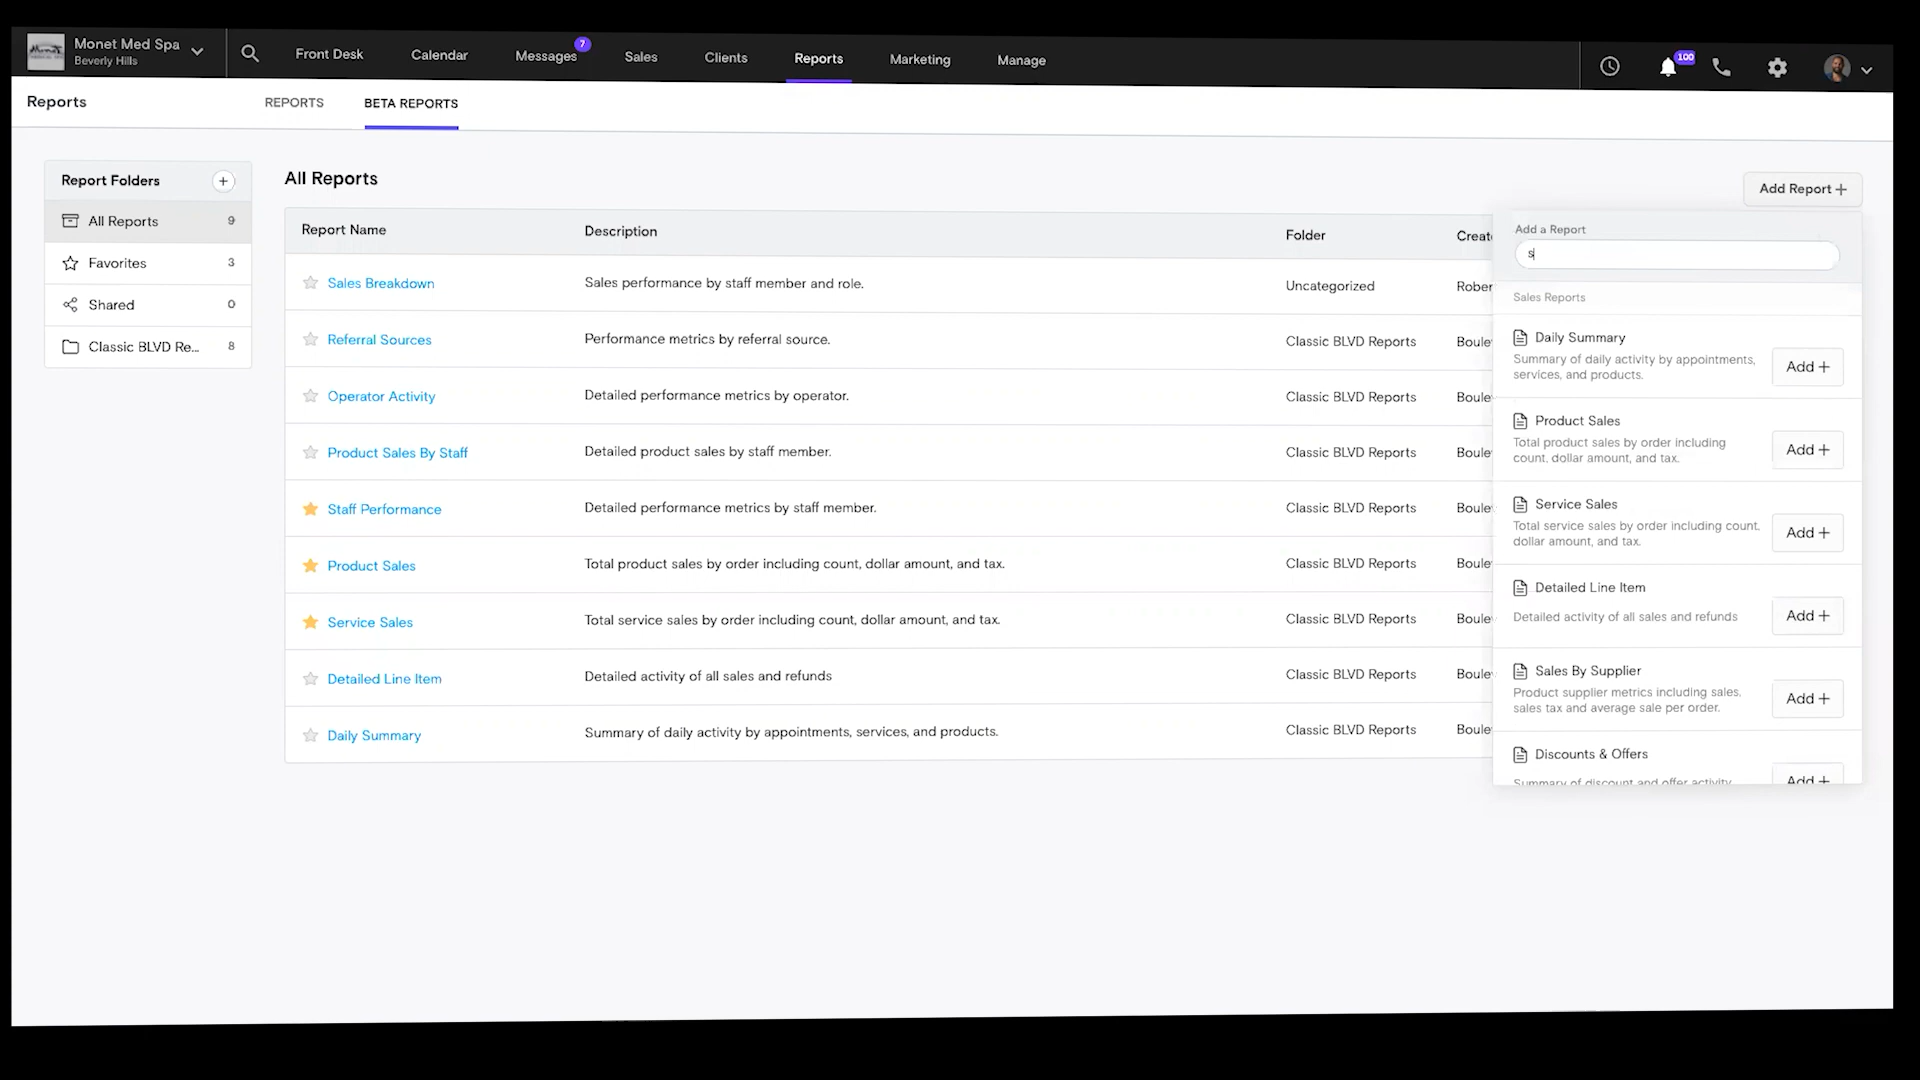 Monet Med Spa
Beverly Hills
Front Desk
Calendar
Messages
7
Sales
Clients
Reports
Marketing
Manage
100
Reports
REPORTS
BETA REPORTS
Report Folders
All Reports 9
Favorites 3
Shared 0
Classic BLVD Re... 8
All Reports
Add Report +
Report Name Description Folder Create
Sales Breakdown Sales performance by staff member and role. Uncategorized Rober
Referral Sources Performance metrics by referral source. Classic BLVD Reports Boule
Operator Activity Detailed performance metrics by operator. Classic BLVD Reports Boule
Product Sales By Staff Detailed product sales by staff member. Classic BLVD Reports Boule
Staff Performance Detailed performance metrics by staff member. Classic BLVD Reports Boule
Product Sales Total product sales by order including count, dollar amount, and tax. Classic BLVD Reports Boule
Service Sales Total service sales by order including count, dollar amount, and tax. Classic BLVD Reports Boule
Detailed Line Item Detailed activity of all sales and refunds Classic BLVD Reports Boule
Daily Summary Summary of daily activity by appointments, services, and products. Classic BLVD Reports Boule
Add a Report
s
Sales Reports
Daily Summary
Summary of daily activity by appointments,
services, and products.
Add +
Product Sales
Total product sales by order including
count, dollar amount, and tax.
Add +
Service Sales
Total service sales by order including count,
dollar amount, and tax.
Add +
Detailed Line Item
Detailed activity of all sales and refunds
Add +
Sales By Supplier
Product supplier metrics including sales,
sales tax and average sale per order.
Add +
Discounts & Offers
Summary of discount and offer activity
Add +